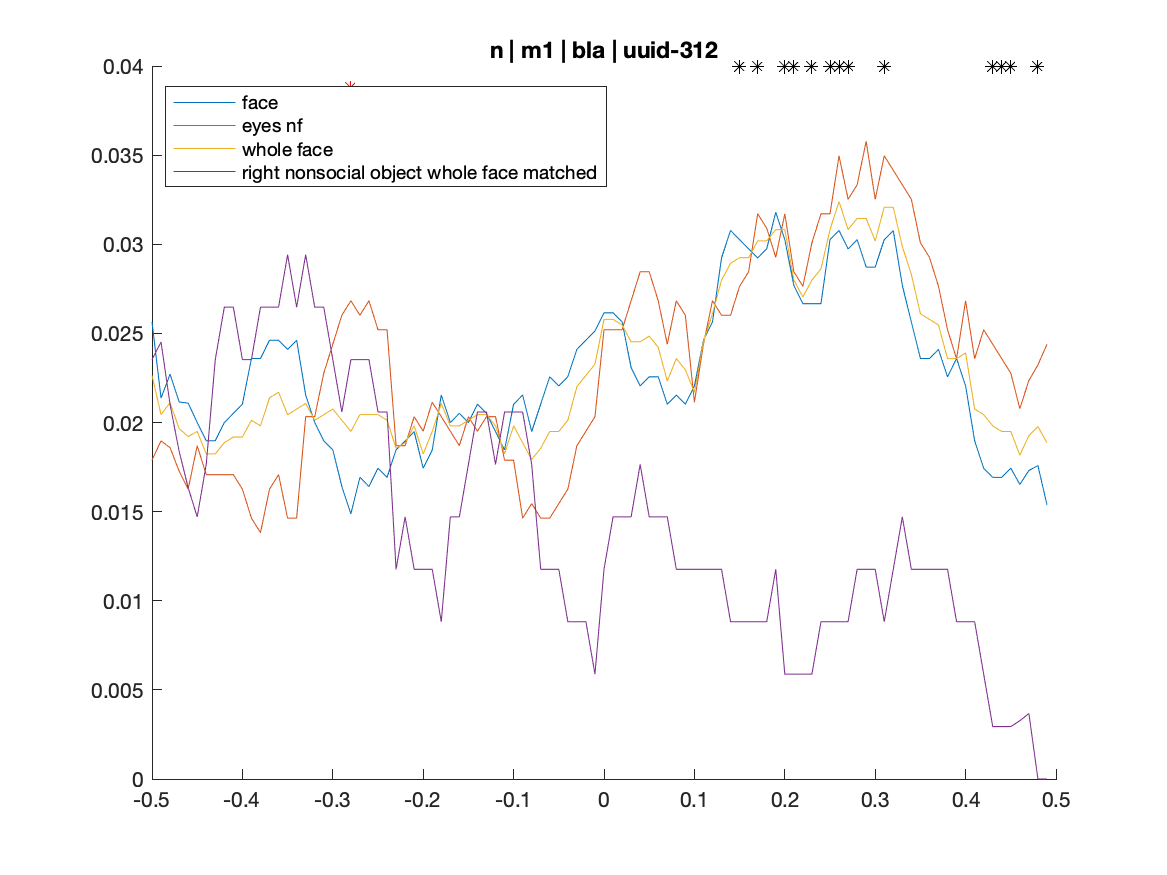 n | m1 | bla | uuid-312
0.04
0.035
0.03
0.025
0.02
0.015
0.01
0.005
0
face
eyes nf
whole face
right nonsocial object whole face matched
-0.5 -0.4 -0.3 -0.2 -0.1 0 0.1 0.2 0.3 0.4 0.5